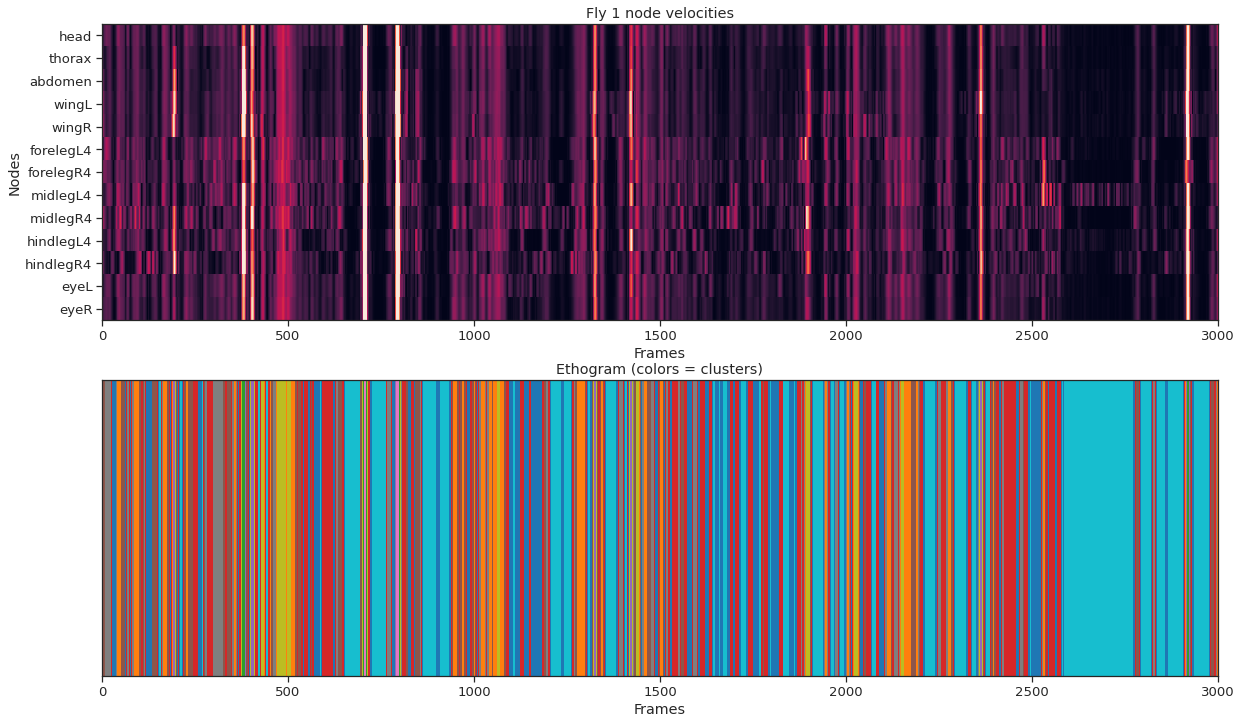 Fly 1 node velocities
head
thorax
abdomen
wingL
wingR
forelegL4
forelegR4
midlegL4
midlegR4
hindlegL4
hindlegR4
eyeL
eyeR
Nodes
0 500 1000 1500 2000 2500 3000
Frames
Ethogram (colors = clusters)
0 500 1000 1500 2000 2500 3000
Frames